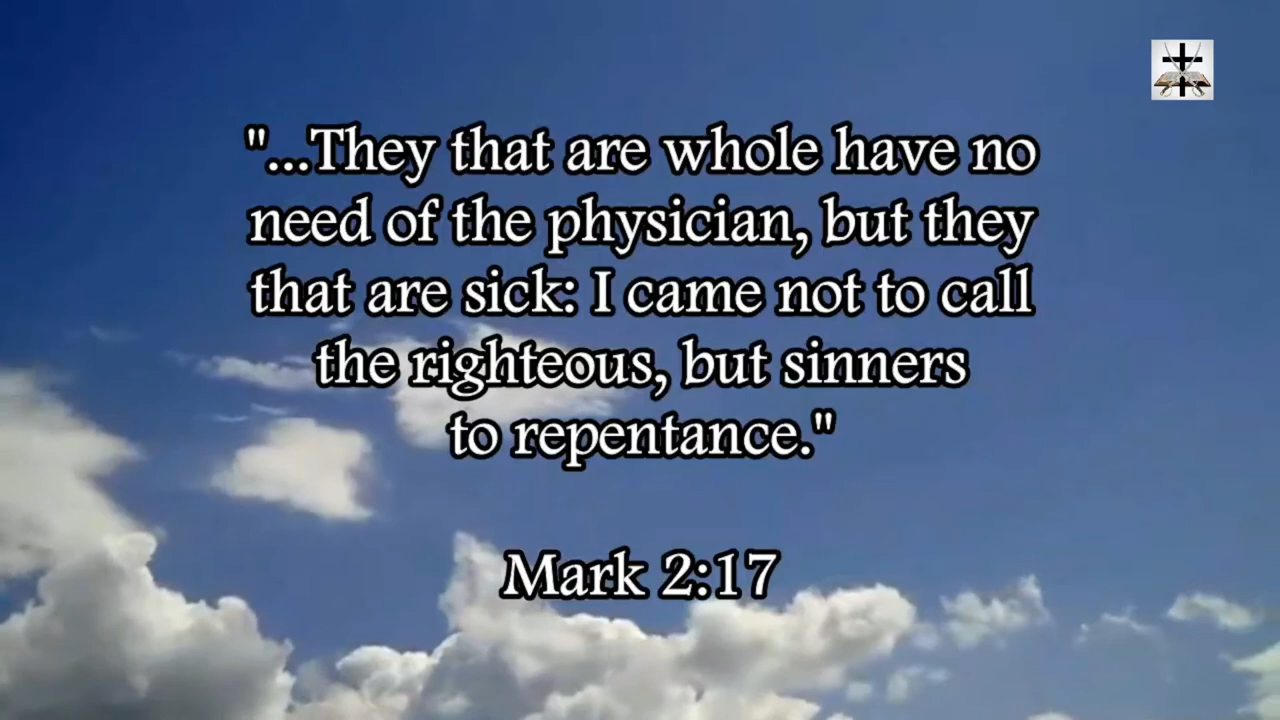 "...They that are whole have no
need of the physician, but they
that are sick: I came not to call
the righteous, but sinners
to repentance."
Mark 2:17